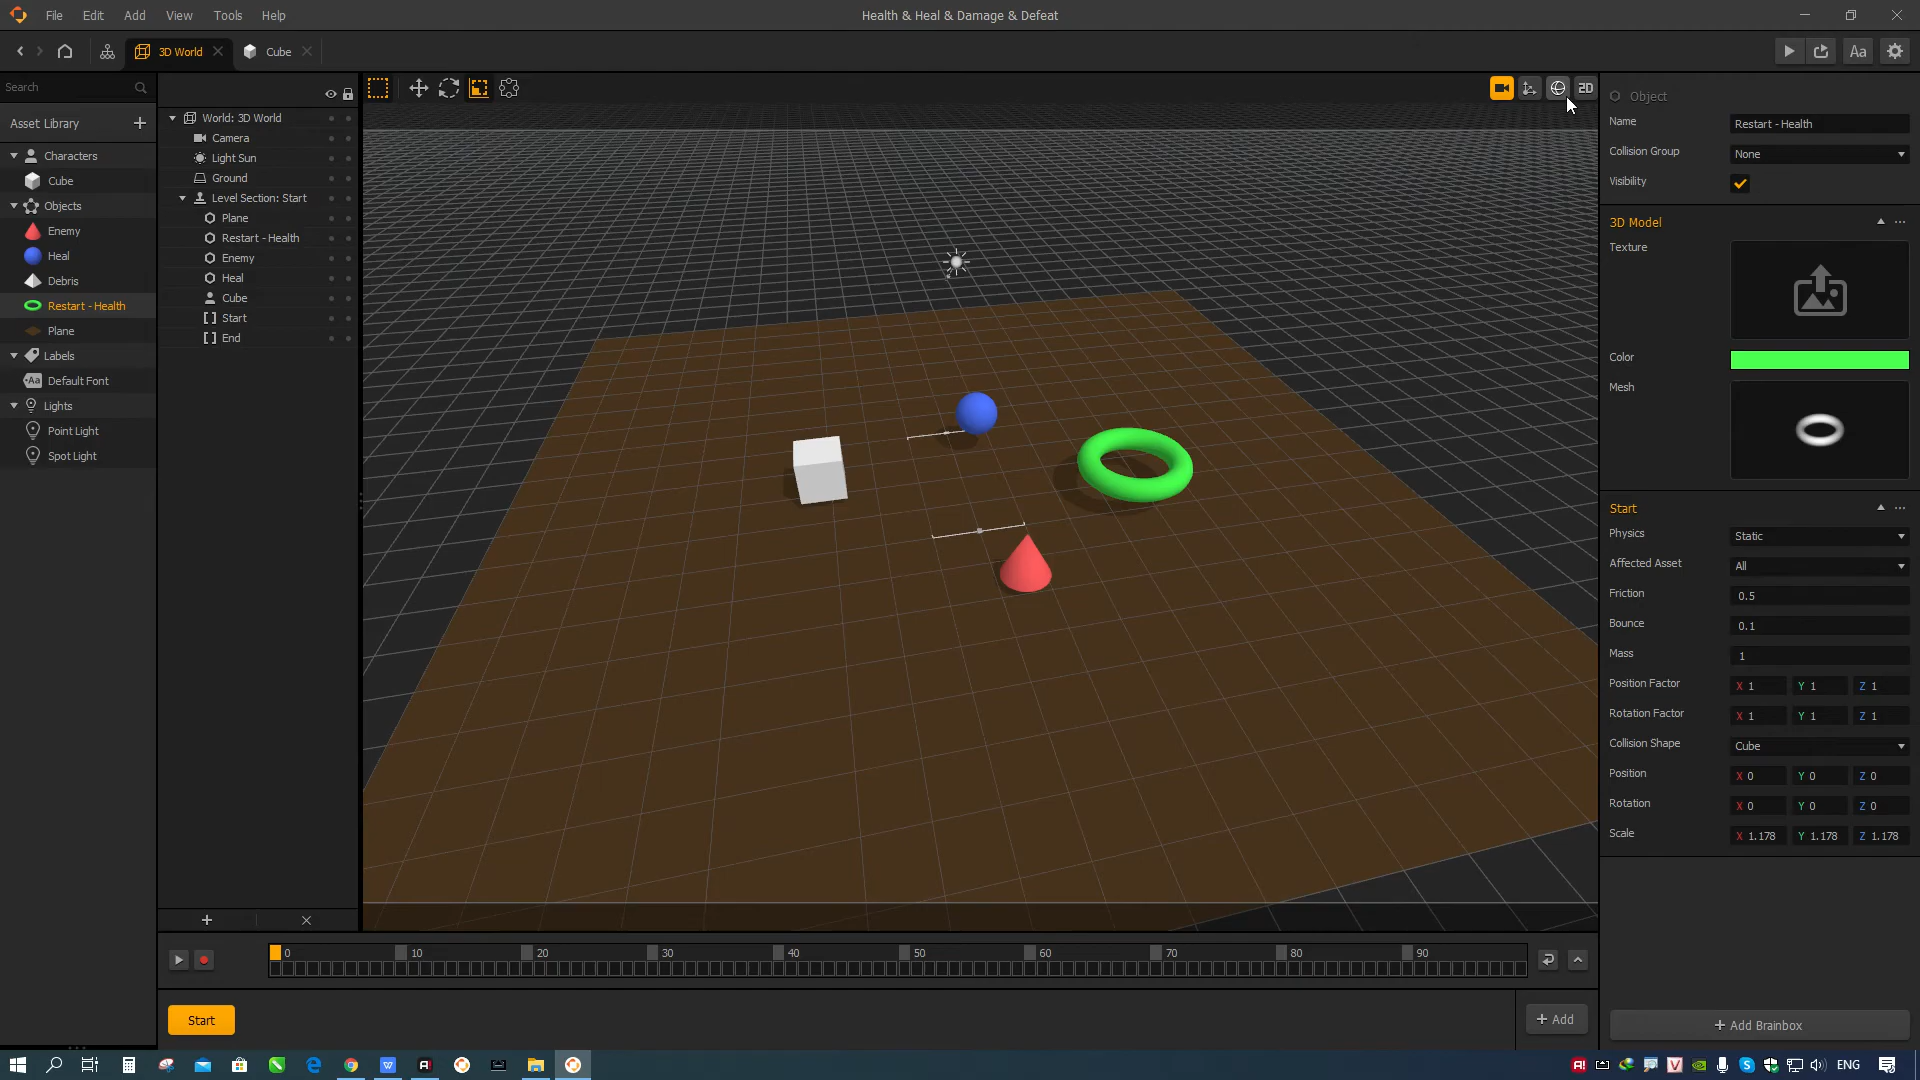 File Edit Add View Tools Help
Health & Heal & Damage & Defeat
3D World
Cube
Aa
Search
Asset Library
Characters
Cube
Objects
Enemy
Heal
Debris
Restart - Health
Plane
Labels
Aa Default Font
Lights
Point Light
Spot Light
World: 3D World
Camera
Light Sun
Ground
Level Section: Start
Plane
Restart - Health
Enemy
Heal
Cube
Start
End
2D
Object
Name Restart - Health
Collision Group None
Visibility
3D Model
Texture
Color
Mesh
Start
Physics Static
Affected Asset All
Friction 0.5
Bounce 0.1
Mass 1
Position Factor X 1 Y 1 Z 1
Rotation Factor X 1 Y 1 Z 1
Collision Shape Cube
Position X 0 Y 0 Z 0
Rotation X 0 Y 0 Z 0
Scale X 1.178 Y 1.178 Z 1.178
0 10 20 30 40 50 60 70 80 90
Start
+ Add
+ Add Brainbox
ENG